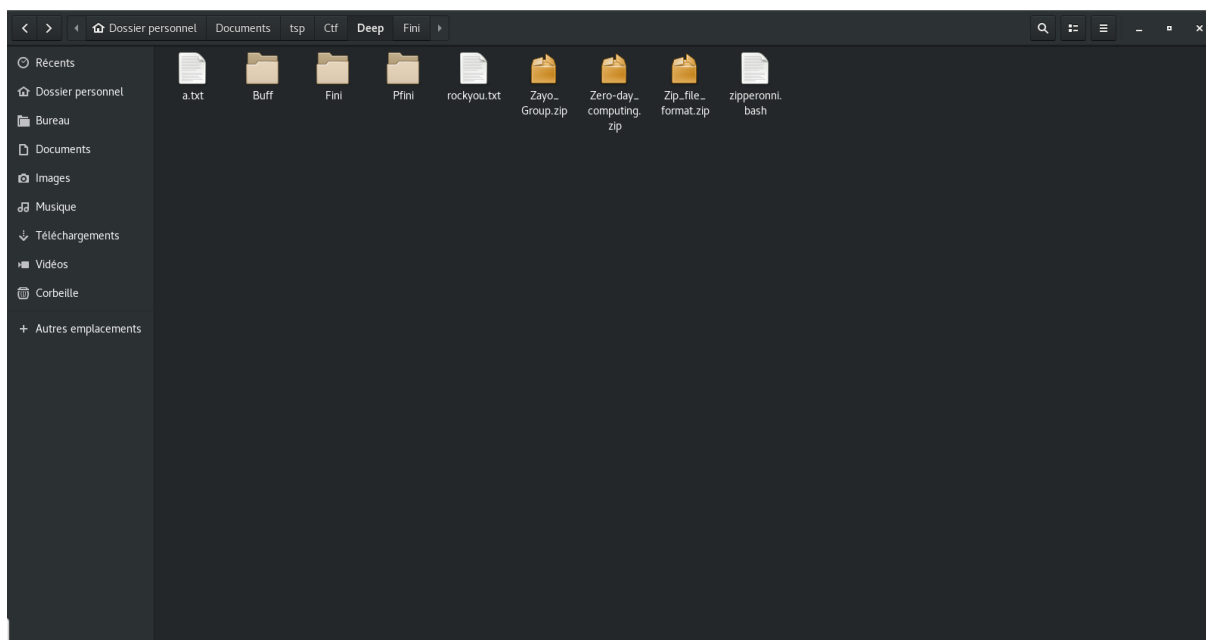 Dossier personnel Documents tsp Ctf Deep Fini
Récents
Dossier personnel
Bureau
Documents
Images
Musique
Téléchargements
Vidéos
Corbeille
+ Autres emplacements
a.txt Buff Fini Pfini rockyou.txt Zayo_ Zero-day_ Zip_file_ zipperonni.
Group.zip computing. format.zip bash
zip